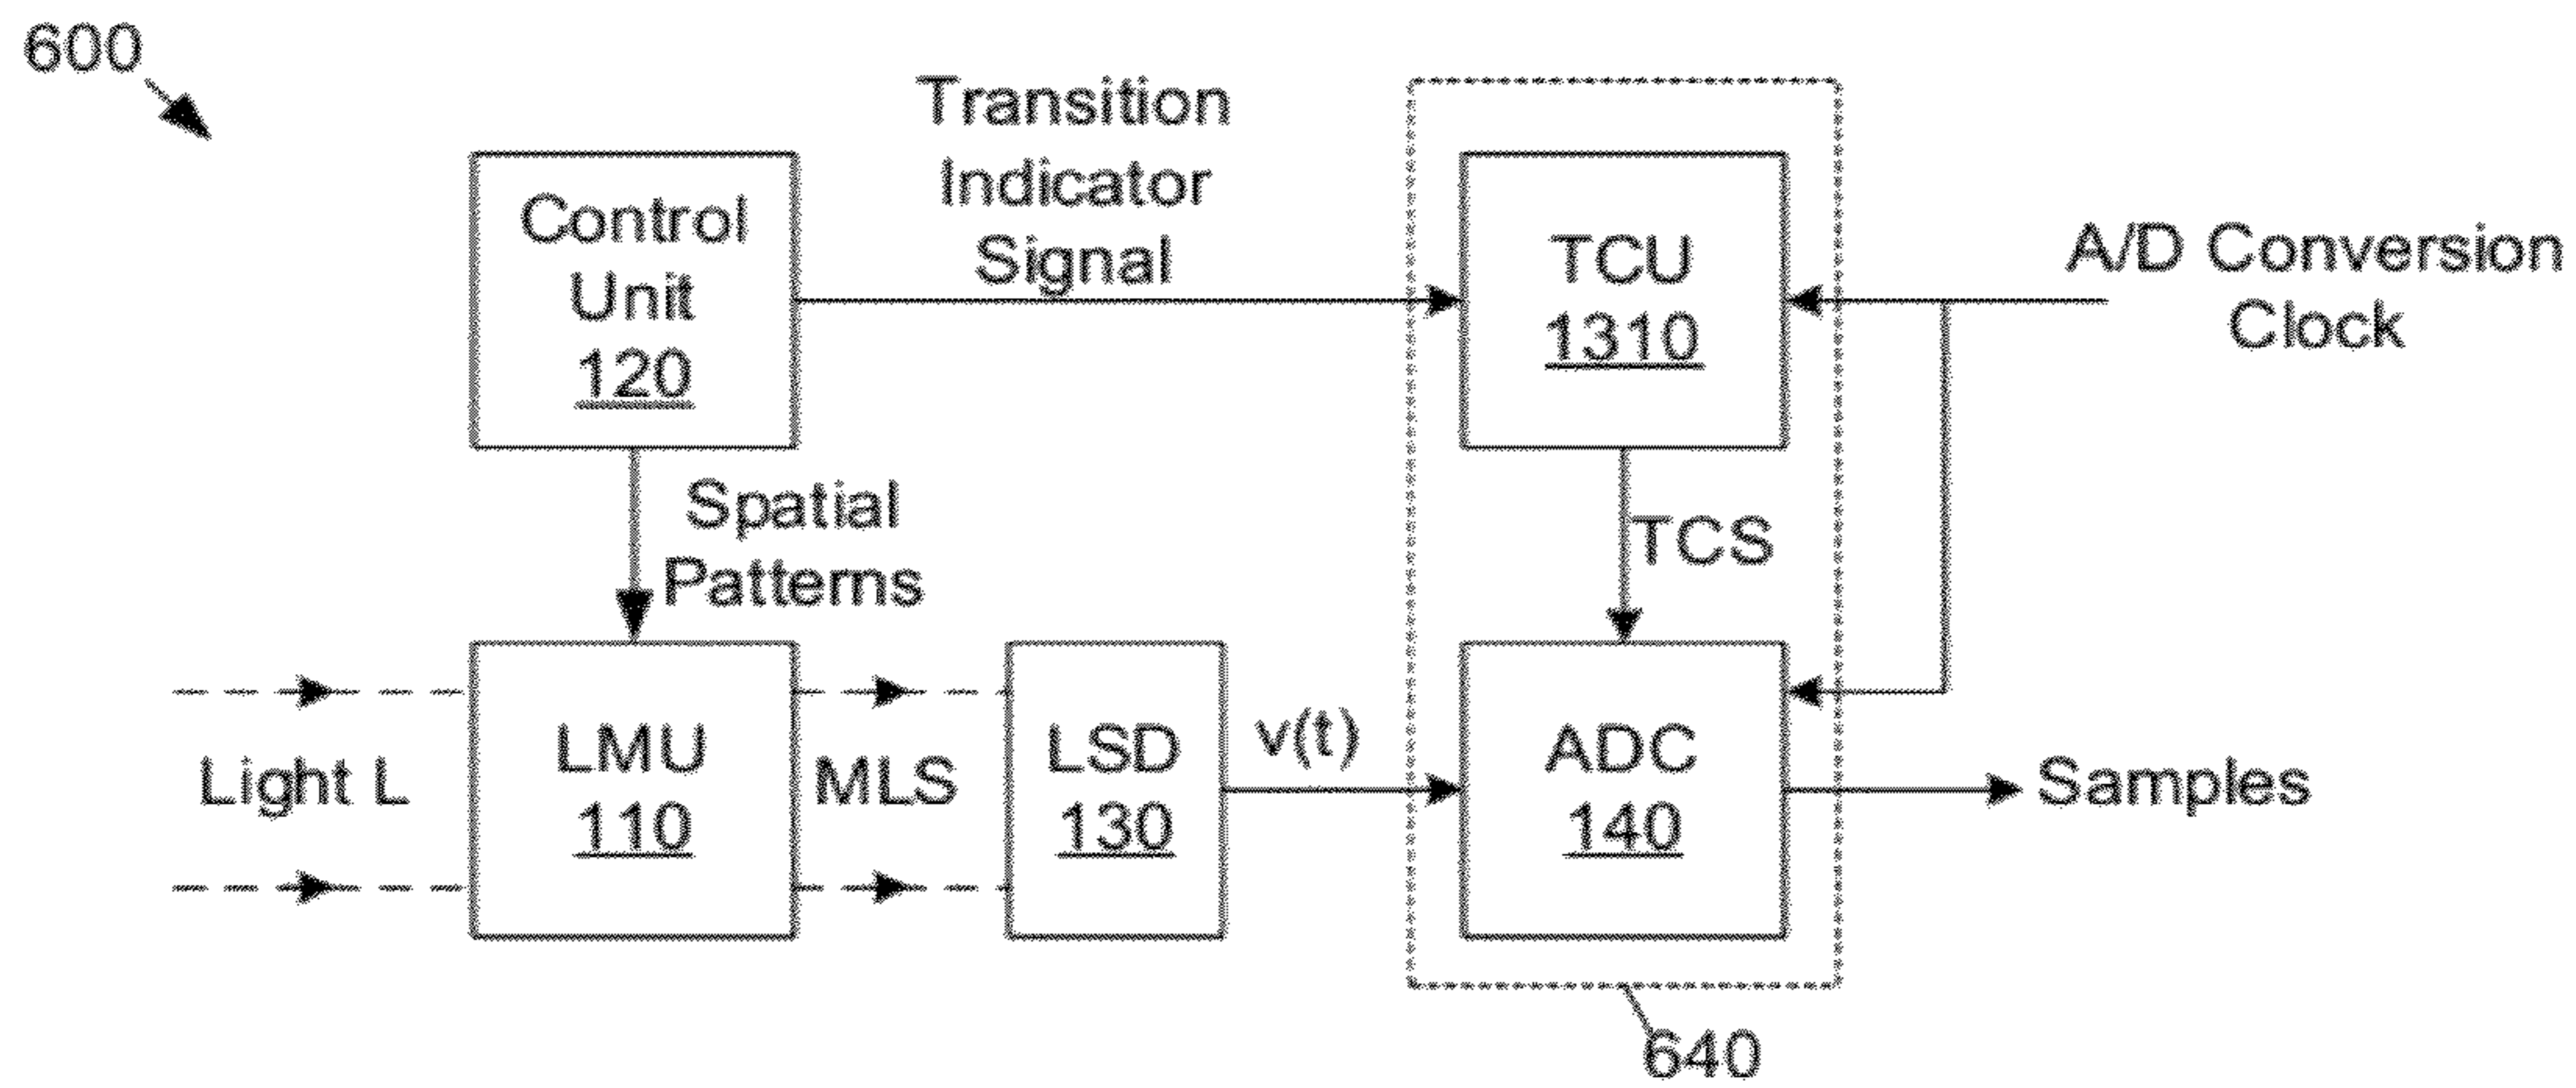 600
Transition
Indicator
Signal
Control
Unit
120
TCU
1310
A/D Conversion
Clock
Spatial
Patterns
TCS
Light L
LMU
110
MLS
LSD
130
v(t)
ADC
140
Samples
640